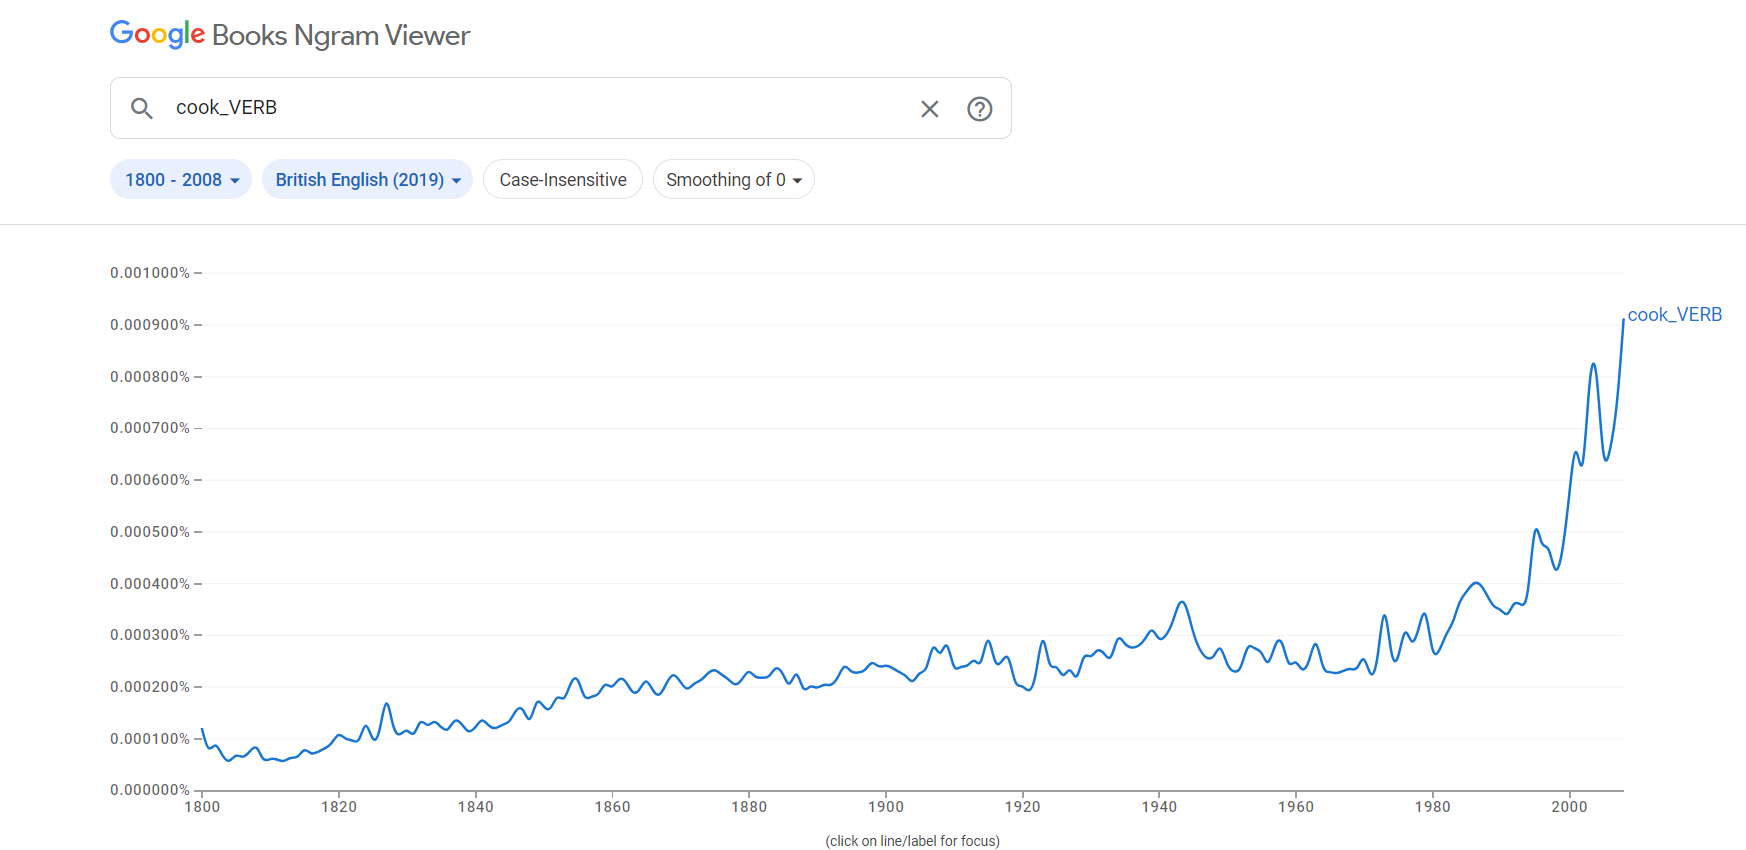 Google Books Ngram Viewer
cook_VERB
1800 - 2008
British English (2019)
Case-Insensitive
Smoothing of 0
0.001000%
0.000900%
cook_VERB
0.000800%
0.000700%
0.000600%
0.000500%
0.000400%
0.000300%
0.000200%
0.000100%
0.000000%
1800 1820 1840 1860 1880 1900 1920 1940 1960 1980 2000
(click on line/label for focus)